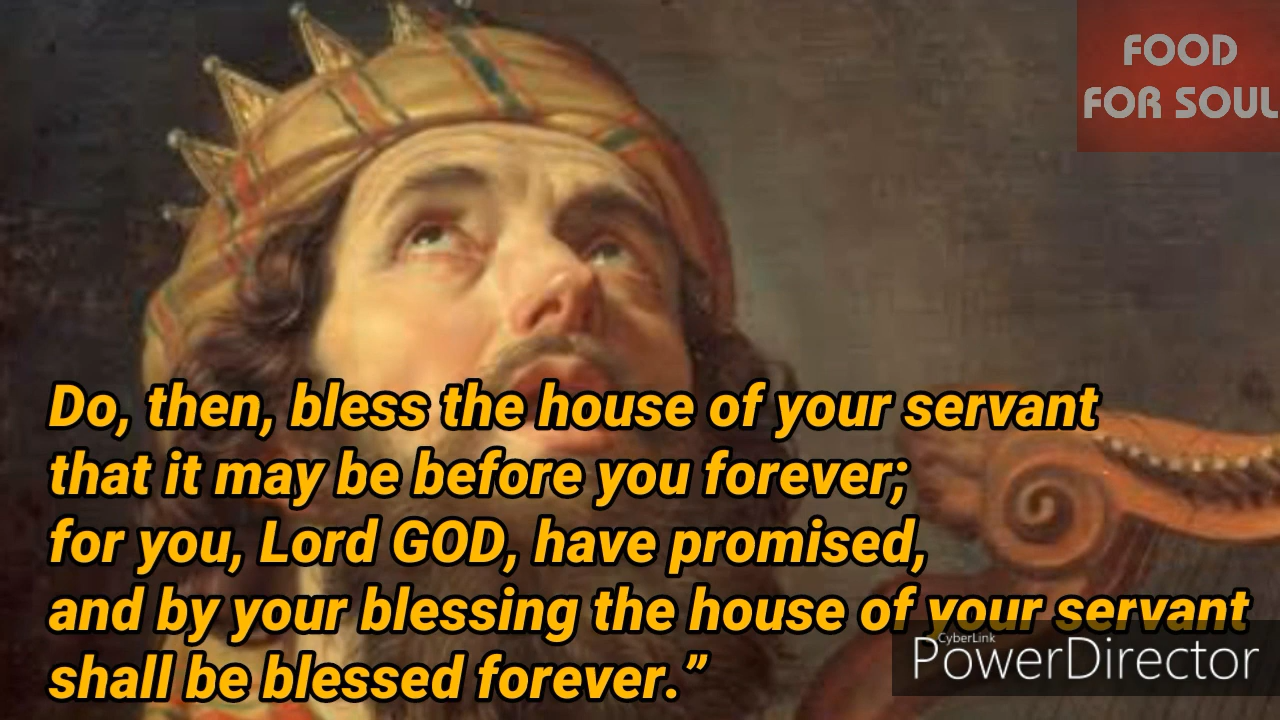 FOOD
FOR SOUL
Do, then, bless the house of your servant
that it may be before you forever;
for you, Lord GOD, have promised,
and by your blessing the house of your servant
shall be blessed forever.”
CyberLink
PowerDirector